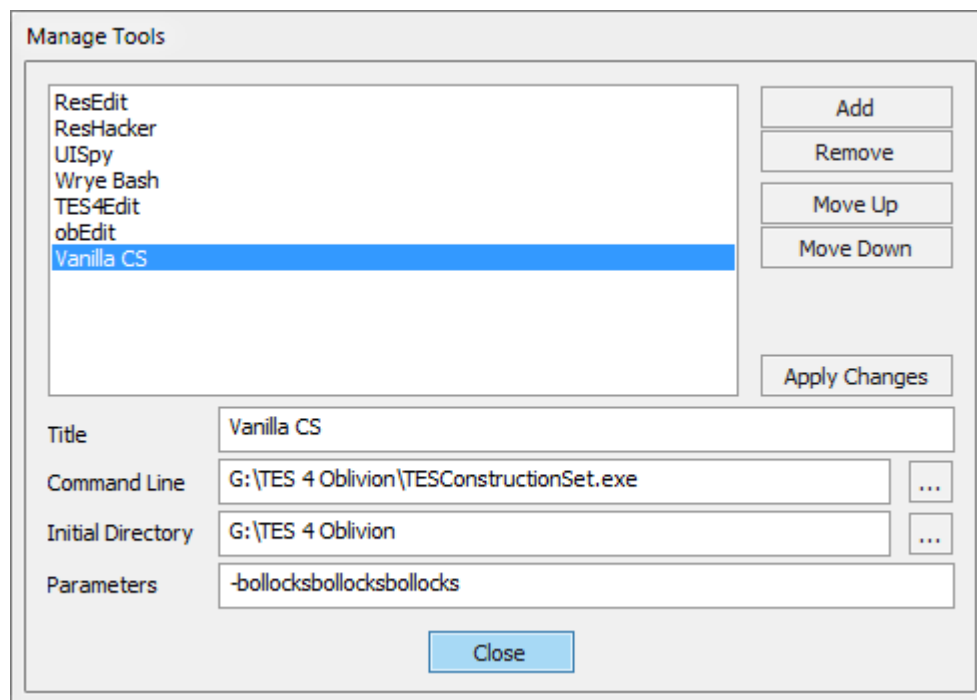 Manage Tools
ResEdit
ResHacker
UISpy
Wrye Bash
TES4Edit
obEdit
Vanilla CS
Add
Remove
Move Up
Move Down
Apply Changes
Title Vanilla CS
Command Line G:\TES 4 Oblivion\TESConstructionSet.exe ...
Initial Directory G:\TES 4 Oblivion ...
Parameters -bollocksbollocksbollocks
Close